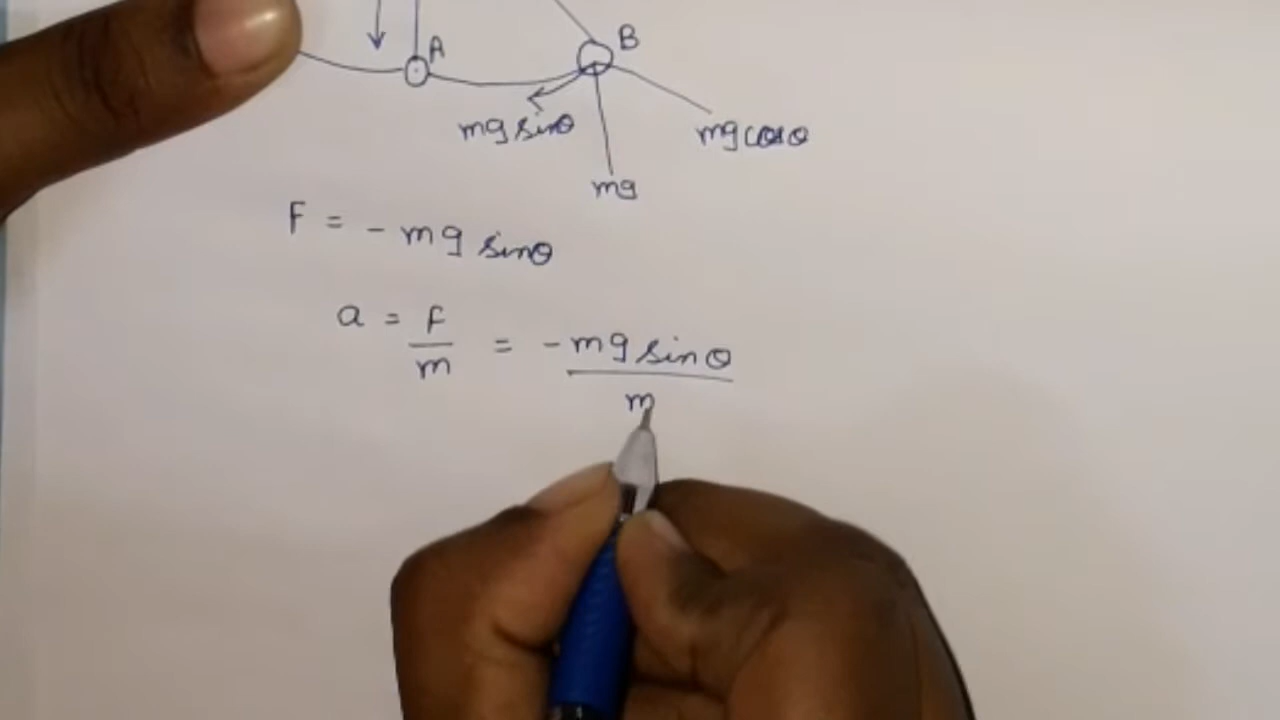 A
B
mg sinθ
mg cosθ
mg
F = - mg sinθ
a = F/m = - mg sinθ/m